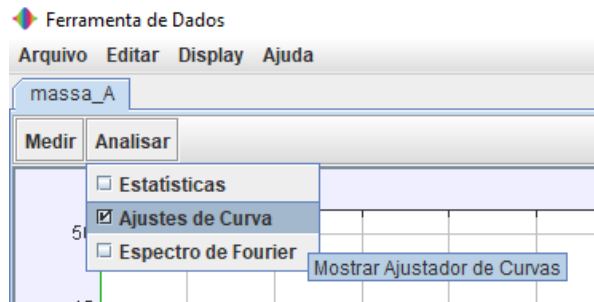 Ferramenta de Dados
Arquivo Editar Display Ajuda
massa_A
Medir Analisar
Estatísticas
Ajustes de Curva
Espectro de Fourier
Mostrar Ajustador de Curvas